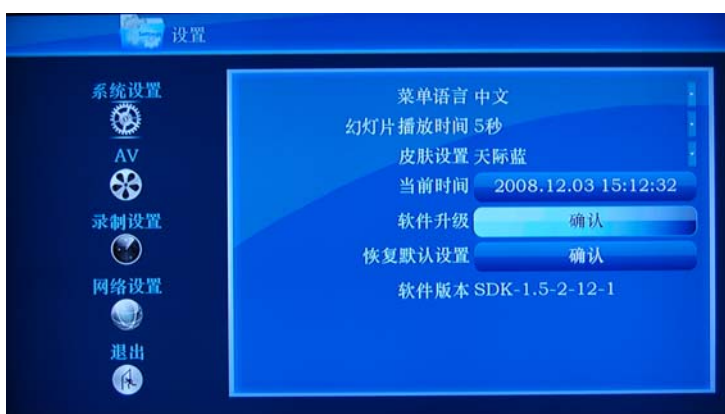 设置
系统设置
AV
录制设置
网络设置
退出
菜单语言 中文
幻灯片播放时间 5秒
皮肤设置 天际蓝
当前时间 2008.12.03 15:12:32
软件升级 确认
恢复默认设置 确认
软件版本 SDK-1.5-2-12-1